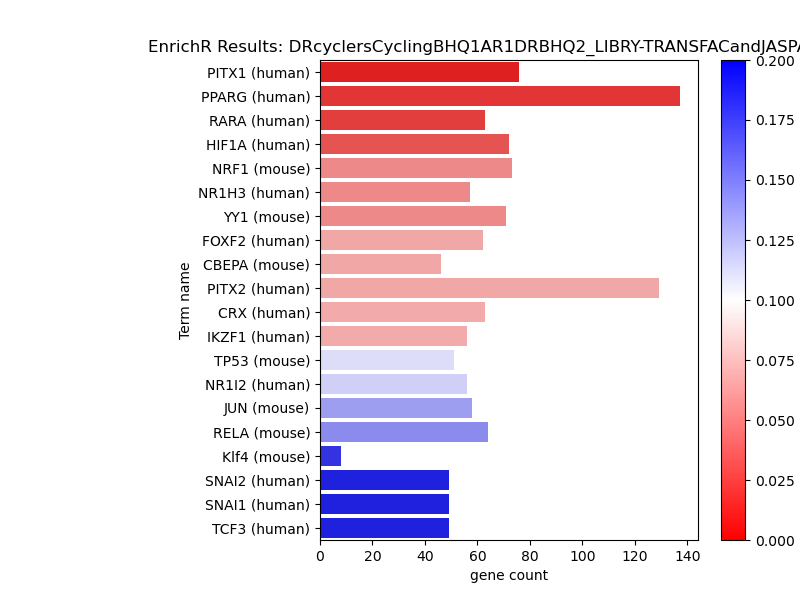 EnrichR Results: DRcyclersCyclingBHQ1AR1DRBHQ2_LIBRY-TRANSFACandJASPA
PITX1 (human)
PPARG (human)
RARA (human)
HIF1A (human)
NRF1 (mouse)
NR1H3 (human)
YY1 (mouse)
FOXF2 (human)
CBEPA (mouse)
PITX2 (human)
CRX (human)
IKZF1 (human)
TP53 (mouse)
NR1I2 (human)
JUN (mouse)
RELA (mouse)
Klf4 (mouse)
SNAI2 (human)
SNAI1 (human)
TCF3 (human)
Term name
0 20 40 60 80 100 120 140
gene count
0.200
0.175
0.150
0.125
0.100
0.075
0.050
0.025
0.000